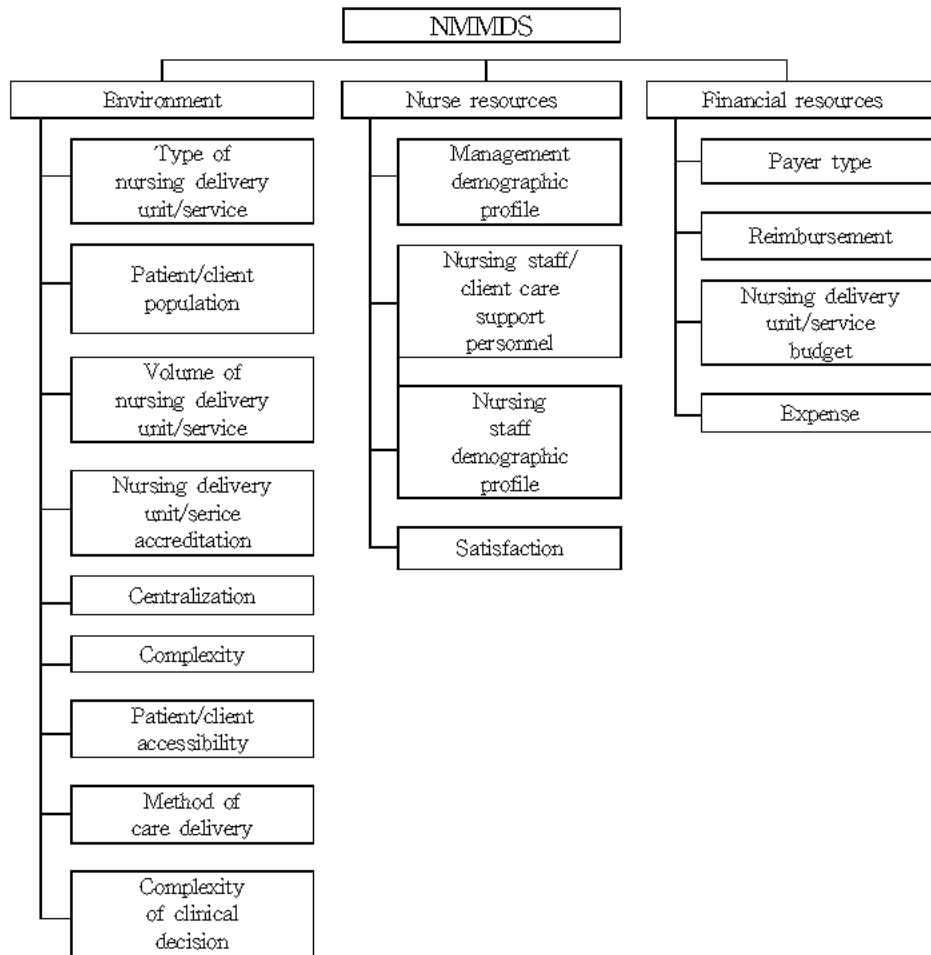 NMMDS
Environment
Type of
nursing delivery
unit/service
Patient/client
population
Volume of
nursing delivery
unit/service
Nursing delivery
unit/serice
accreditation
Centralization
Complexity
Patient/client
accessibility
Method of
care delivery
Complexity
of clinical
decision
Nurse resources
Management
demographic
profile
Nursing staff/
client care
support
personnel
Nursing
staff
demographic
profile
Satisfaction
Financial resources
Payer type
Reimbursement
Nursing delivery
unit/service
budget
Expense